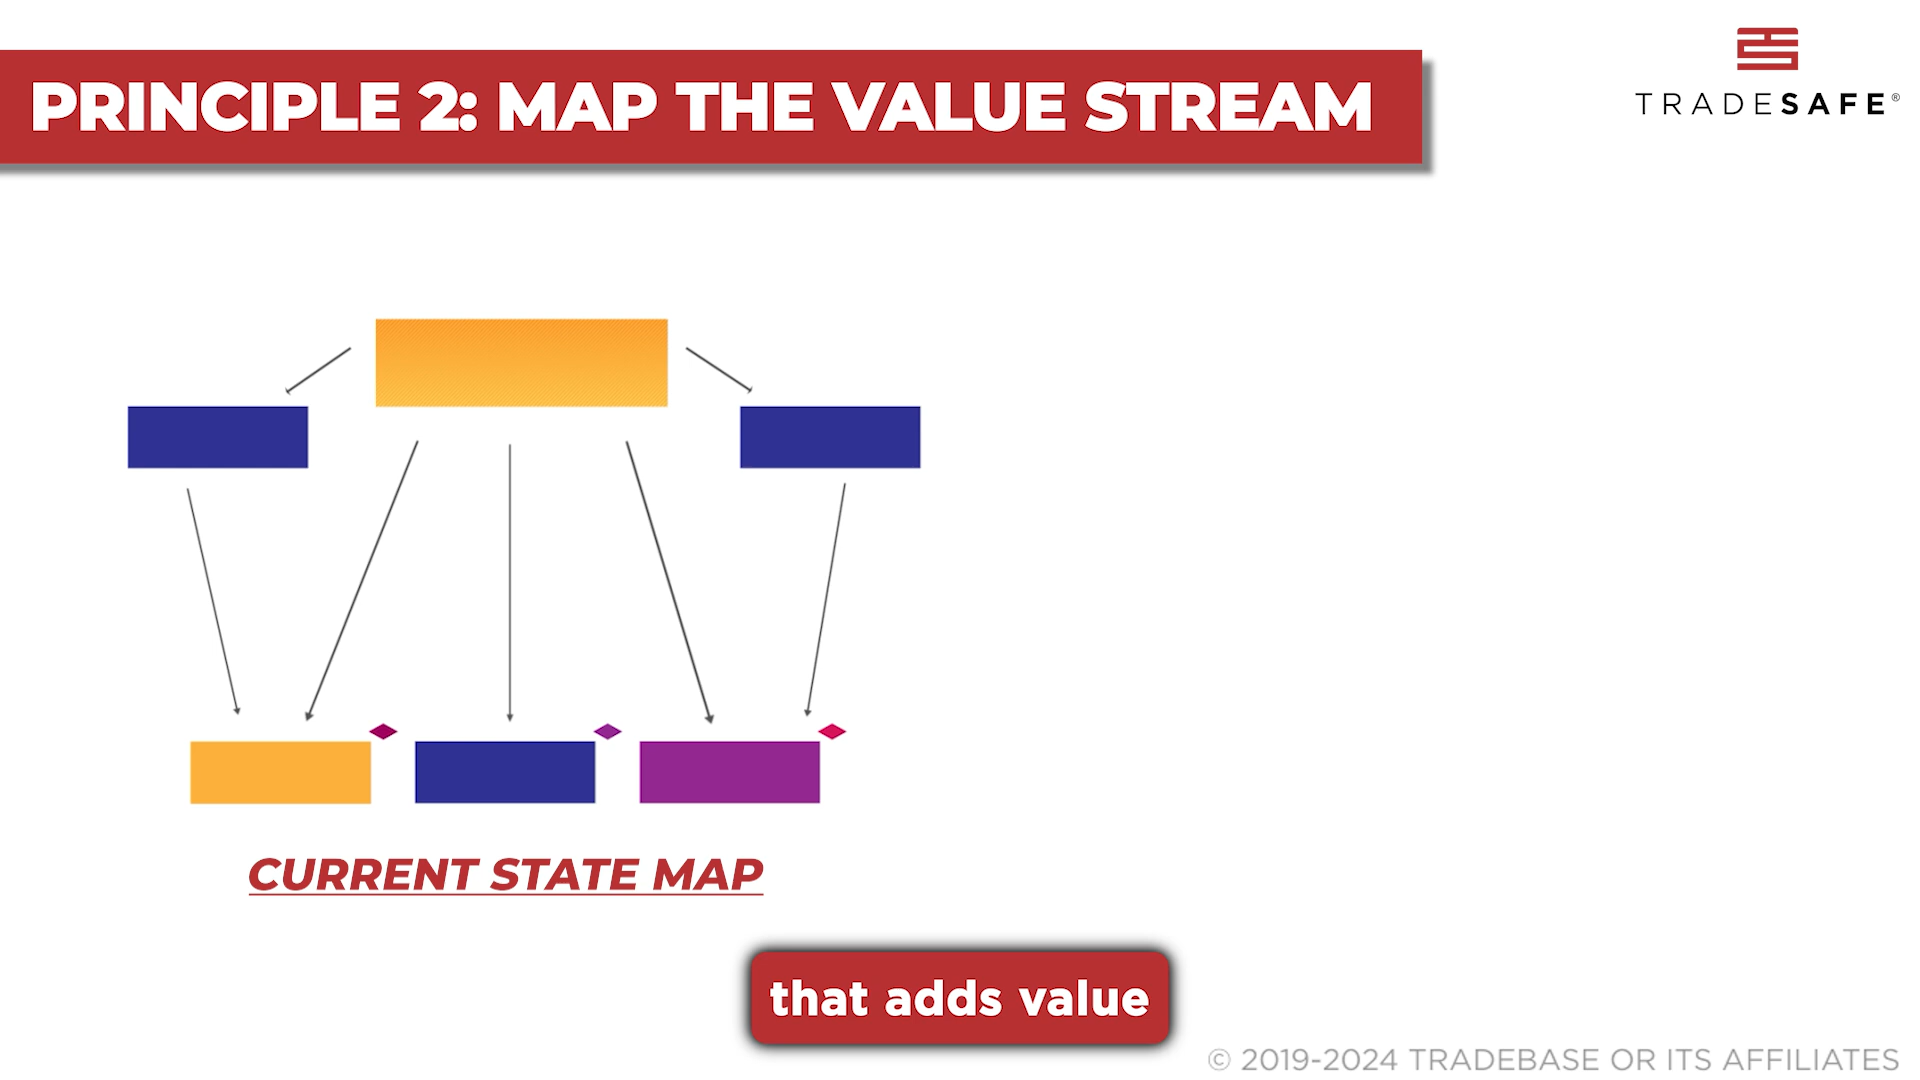 PRINCIPLE 2: MAP THE VALUE STREAM
TRADESAFE®
CURRENT STATE MAP
that adds value
© 2019-2024 TRADEBASE OR ITS AFFILIATES